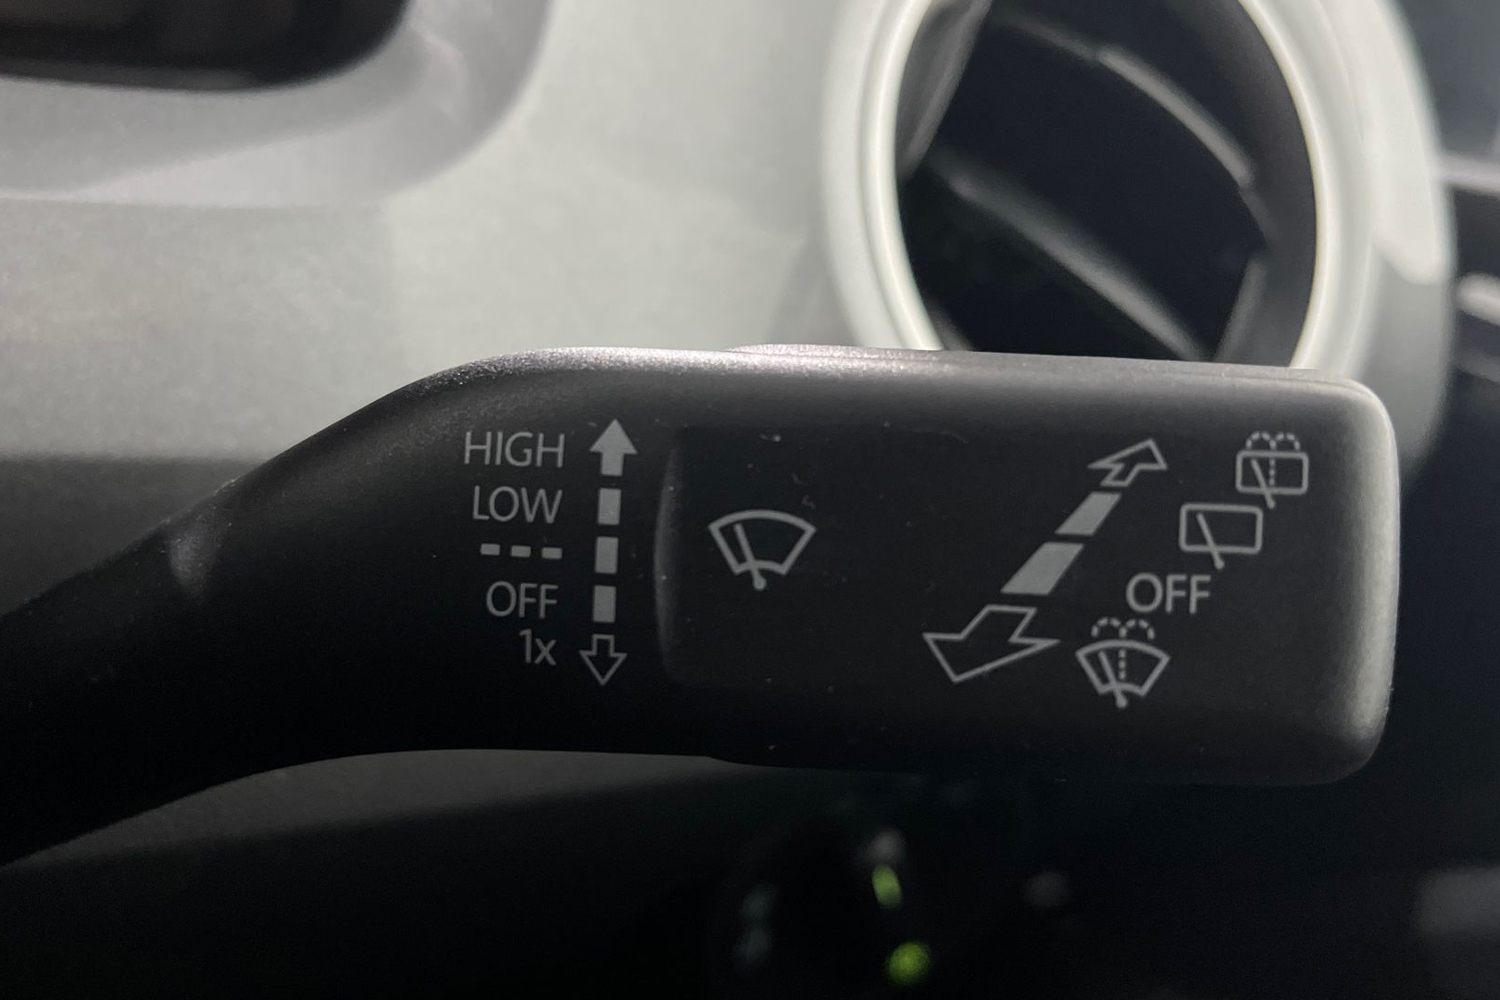 HIGH
LOW
---
OFF
1x
OFF